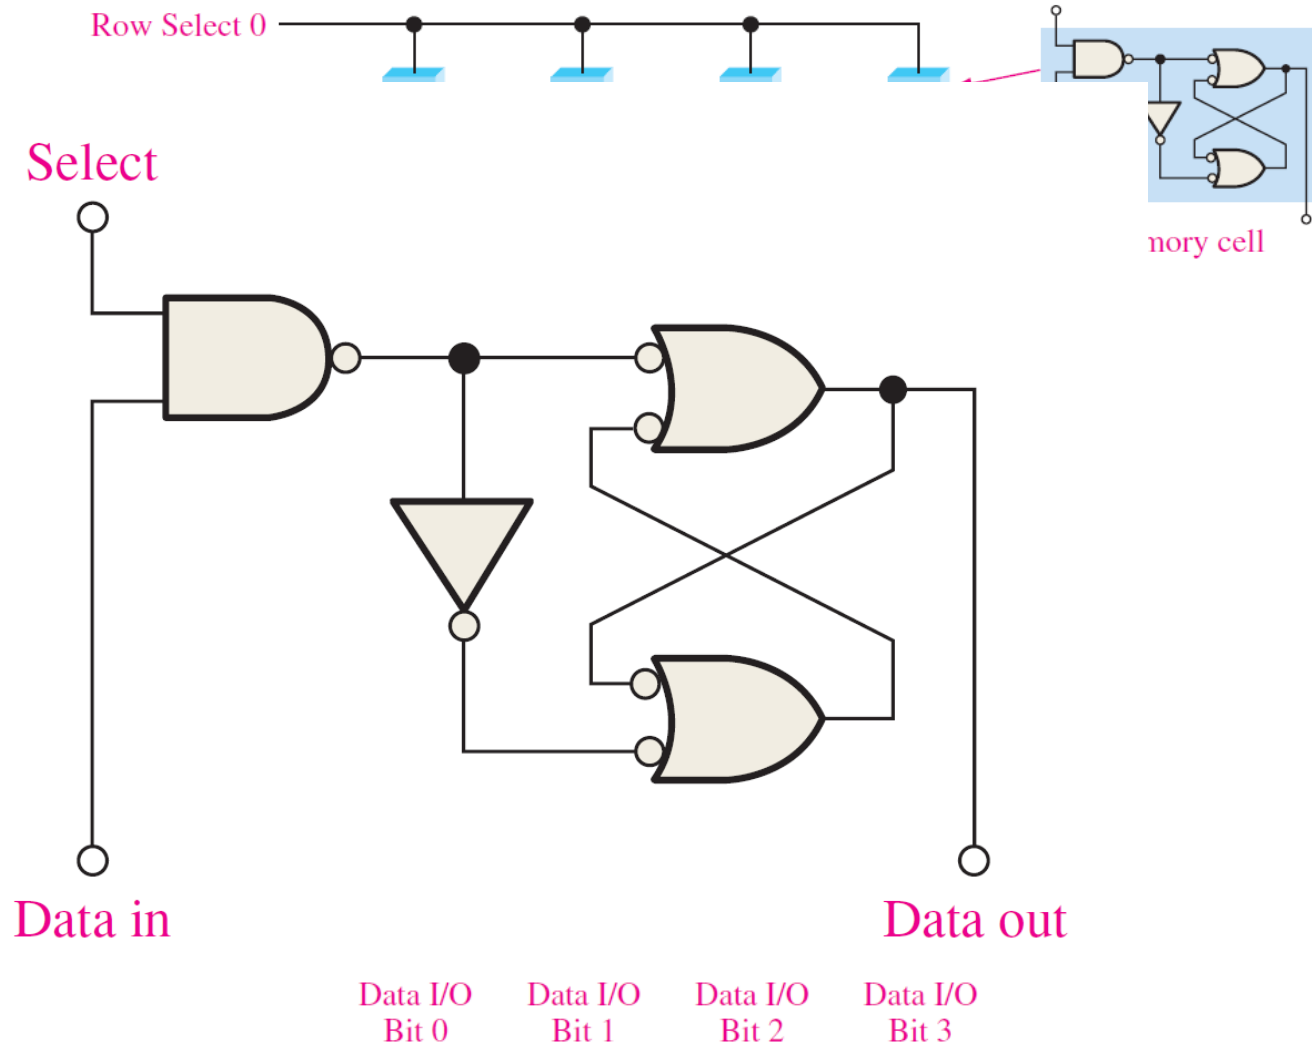 Row Select 0
Select
mory cell
Data in
Data out
Data I/O Data I/O Data I/O Data I/O
Bit 0 Bit 1 Bit 2 Bit 3